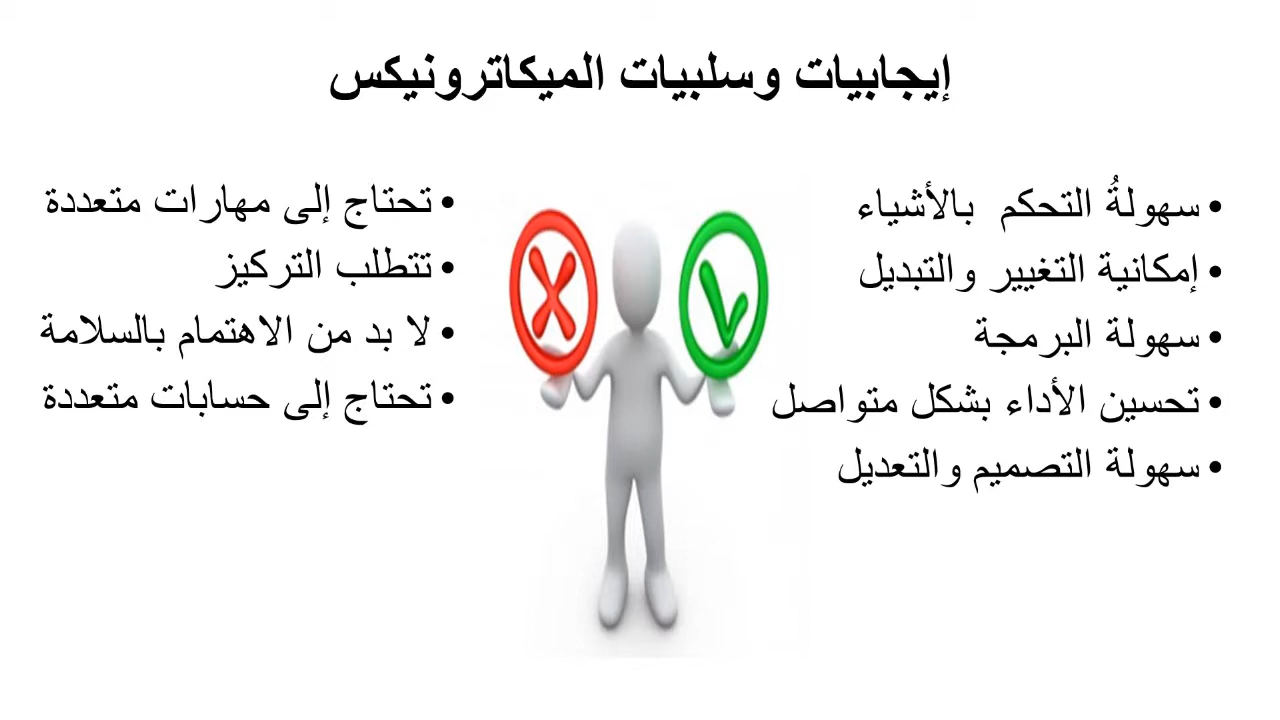 إيجابيات وسلبيات الميكاترونيكس
• سهولةُ التحكم بالأشياء
• إمكانية التغيير والتبديل
• سهولة البرمجة
• تحسين الأداء بشكل متواصل
• سهولة التصميم والتعديل
• تحتاج إلى مهارات متعددة
• تتطلب التركيز
• لا بد من الاهتمام بالسلامة
• تحتاج إلى حسابات متعددة